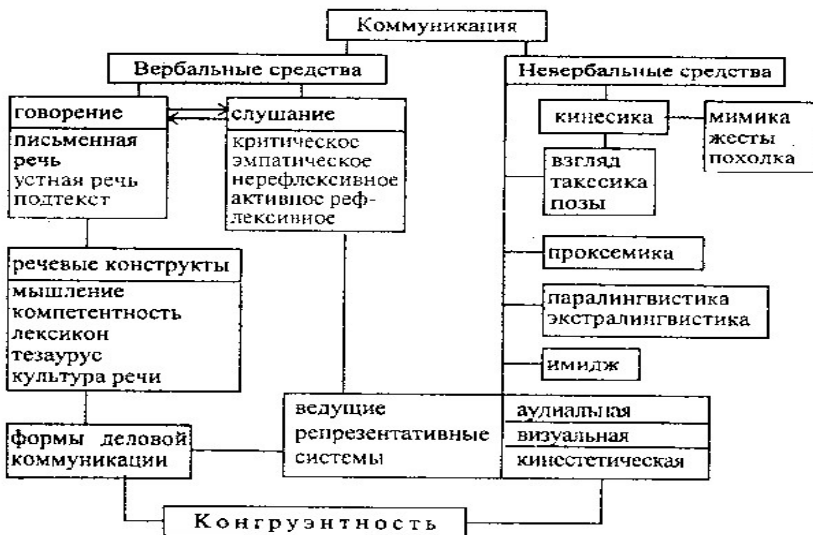 Коммуникация
Вербальные средства
Невербальные средства
говорение
письменная
речь
устная речь
подтекст
слушание
критическое
эмпатическое
нерефлексивное
активное реф-
лексивное
кинесика
мимика
жесты
походка
взгляд
таксика
позы
речевые конструкты
мышление
компетентность
лексикон
тезаурус
культура речи
проксемика
паралингвистика
экстралингвистика
имидж
формы деловой
коммуникации
ведущие
репрезентативные
системы
аудиальная
визуальная
кинестетическая
Конгруэнтность